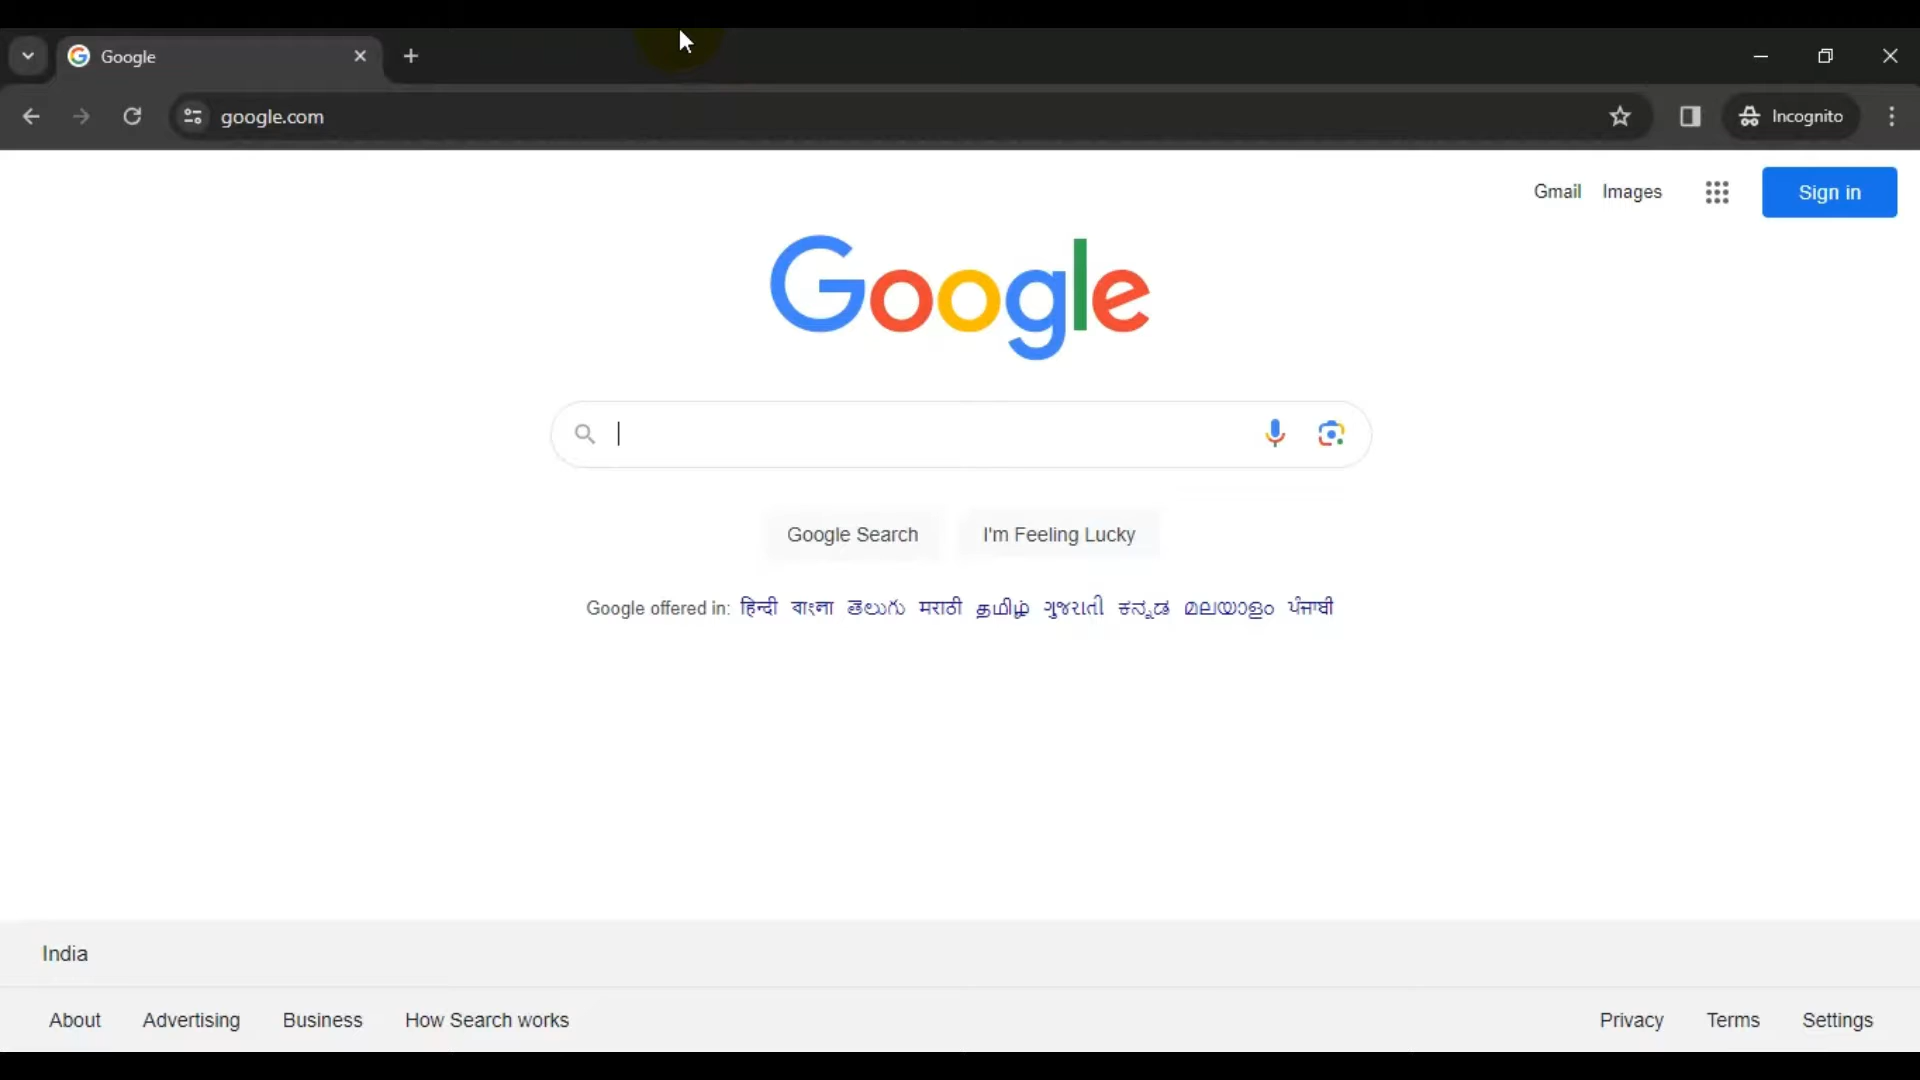 Google
google.com
Incognito
Gmail Images Sign in
Google
Google Search I'm Feeling Lucky
Google offered in: हिन्दी বাংলা తెలుగు मराठी தமிழ் ગુજરાતી ಕನ್ನಡ മലയാളം ਪੰਜਾਬੀ
India
About Advertising Business How Search works Privacy Terms Settings